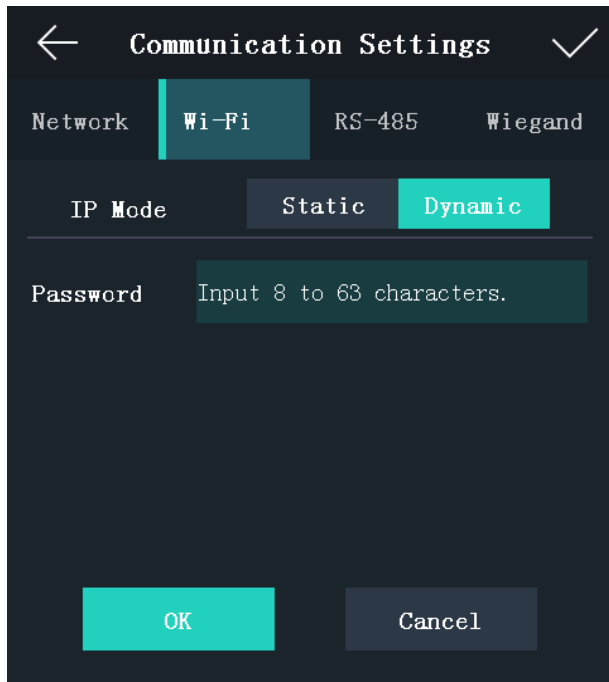 Communication Settings
Network Wi-Fi RS-485 Wiegand
IP Mode Static Dynamic
Password Input 8 to 63 characters.
OK Cancel